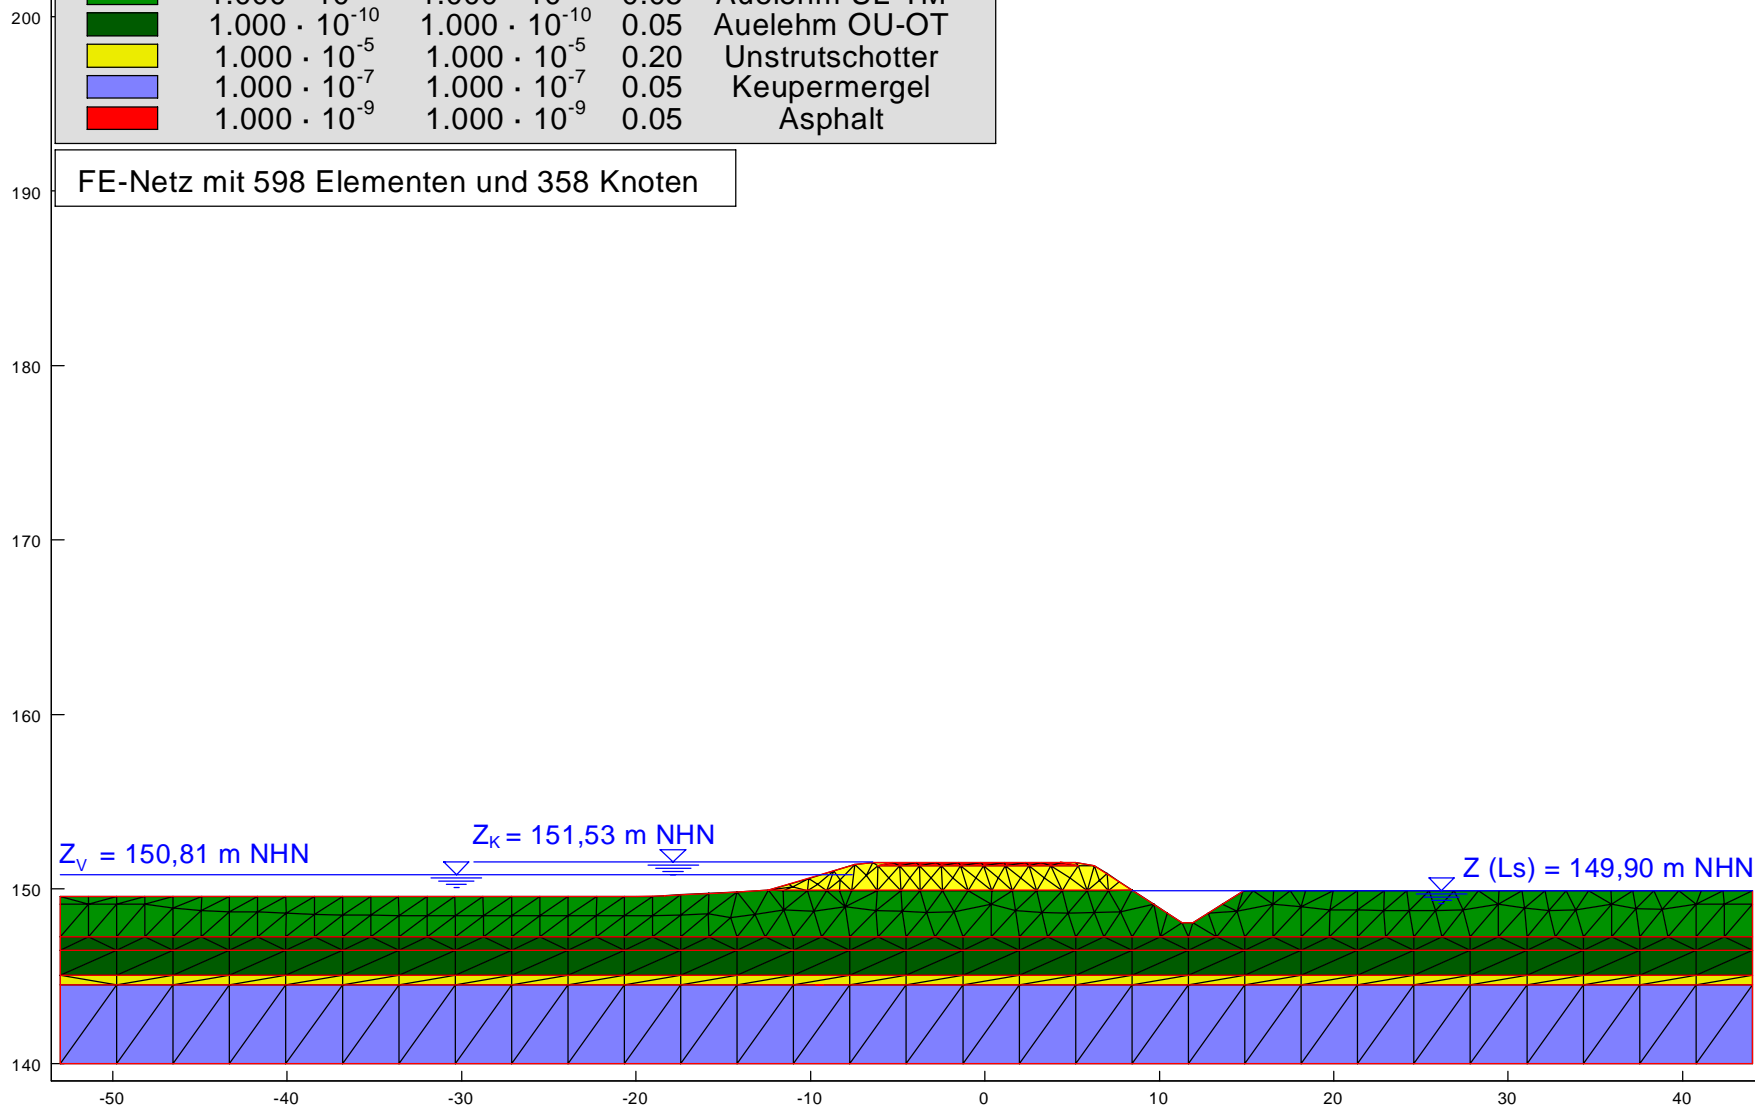 200
1.000 · 10⁻¹⁰ 1.000 · 10⁻¹⁰ 0.05 Auelehm OU-OT
1.000 · 10⁻⁵ 1.000 · 10⁻⁵ 0.20 Unstrutschotter
1.000 · 10⁻⁷ 1.000 · 10⁻⁷ 0.05 Keupermergel
1.000 · 10⁻⁹ 1.000 · 10⁻⁹ 0.05 Asphalt
FE-Netz mit 598 Elementen und 358 Knoten
190
180
170
160
Z_K = 151,53 m NHN
Z_V = 150,81 m NHN
Z (Ls) = 149,90 m NHN
150
140
-50 -40 -30 -20 -10 0 10 20 30 40